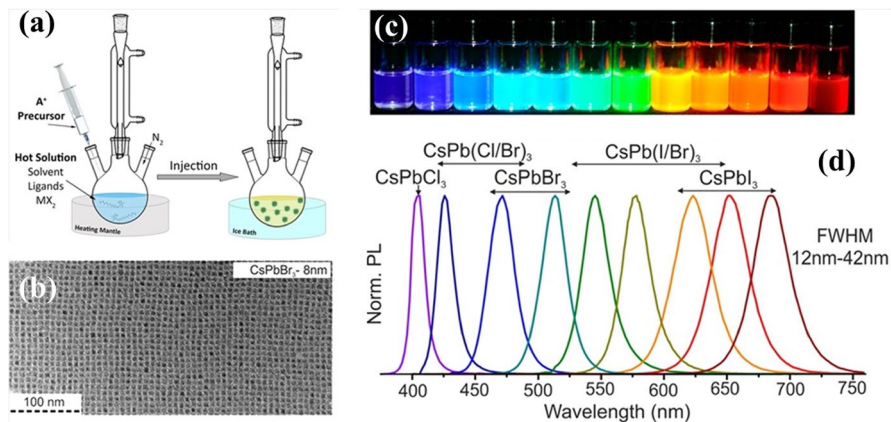 (a)
A⁺
Precursor
N₂
Hot Solution
Solvent
Ligands
MX₂
Injection
Heating Mantle
Ice Bath
(b)
CsPbBr₃- 8nm
100 nm
(c)
(d)
CsPb(Cl/Br)₃
CsPb(I/Br)₃
CsPbCl₃
CsPbBr₃
CsPbI₃
FWHM
12nm-42nm
Norm. PL
400 450 500 550 600 650 700 750
Wavelength (nm)